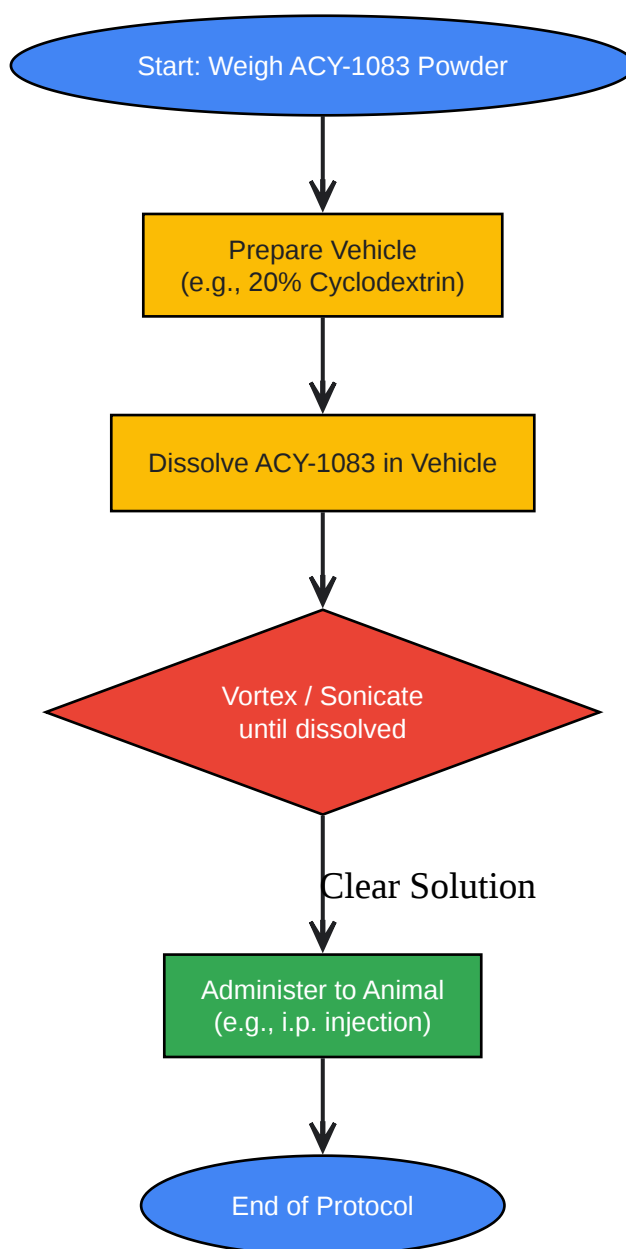 Start: Weigh ACY-1083 Powder
Prepare Vehicle
(e.g., 20% Cyclodextrin)
Dissolve ACY-1083 in Vehicle
Vortex / Sonicate
until dissolved
Clear Solution
Administer to Animal
(e.g., i.p. injection)
End of Protocol